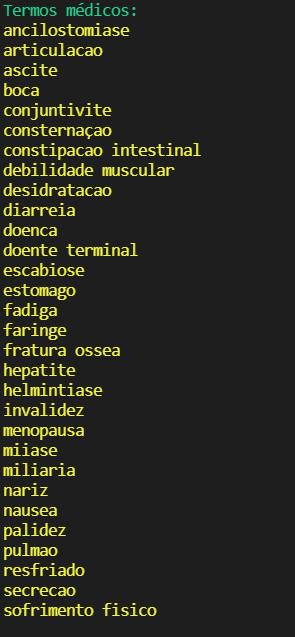 Termos médicos:
ancilostomiase
articulacao
ascite
boca
conjuntivite
consternaçao
constipacao intestinal
debilidade muscular
desidratacao
diarreia
doenca
doente terminal
escabiose
estomago
fadiga
faringe
fratura ossea
hepatite
helmintiase
invalidez
menopausa
miiase
miliaria
nariz
nausea
palidez
pulmao
resfriado
secrecao
sofrimento fisico